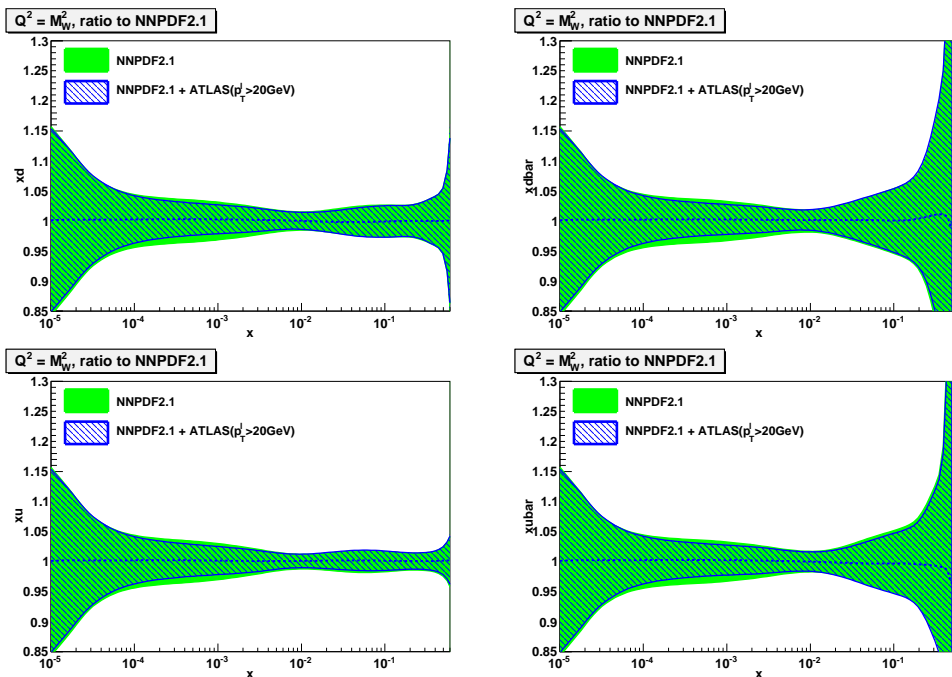 Q² = M²_W, ratio to NNPDF2.1
xd
1.3
1.25
1.2
1.15
1.1
1.05
1
0.95
0.9
0.85
NNPDF2.1
NNPDF2.1 + ATLAS(p_T^j>20GeV)
10⁻⁵ 10⁻⁴ 10⁻³ 10⁻² 10⁻¹
x
Q² = M²_W, ratio to NNPDF2.1
xdbar
1.3
1.25
1.2
1.15
1.1
1.05
1
0.95
0.9
0.85
NNPDF2.1
NNPDF2.1 + ATLAS(p_T^j>20GeV)
10⁻⁵ 10⁻⁴ 10⁻³ 10⁻² 10⁻¹
x
Q² = M²_W, ratio to NNPDF2.1
xu
1.3
1.25
1.2
1.15
1.1
1.05
1
0.95
0.9
0.85
NNPDF2.1
NNPDF2.1 + ATLAS(p_T^j>20GeV)
10⁻⁵ 10⁻⁴ 10⁻³ 10⁻² 10⁻¹
x
Q² = M²_W, ratio to NNPDF2.1
xubar
1.3
1.25
1.2
1.15
1.1
1.05
1
0.95
0.9
0.85
NNPDF2.1
NNPDF2.1 + ATLAS(p_T^j>20GeV)
10⁻⁵ 10⁻⁴ 10⁻³ 10⁻² 10⁻¹
x